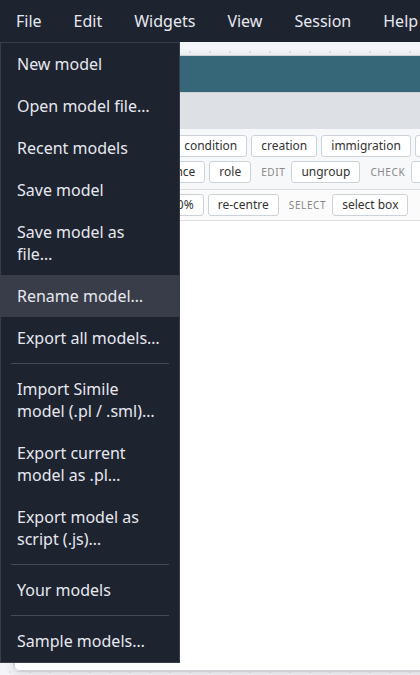 File Edit Widgets View Session Help
New model
Open model file...
condition creation immigration
Recent models
role EDIT ungroup CHECK
Save model
re-centre SELECT select box
Save model as
file...
Rename model...
Export all models...
Import Simile
model (.pl / .sml)...
Export current
model as .pl...
Export model as
script (.js)...
Your models
Sample models...